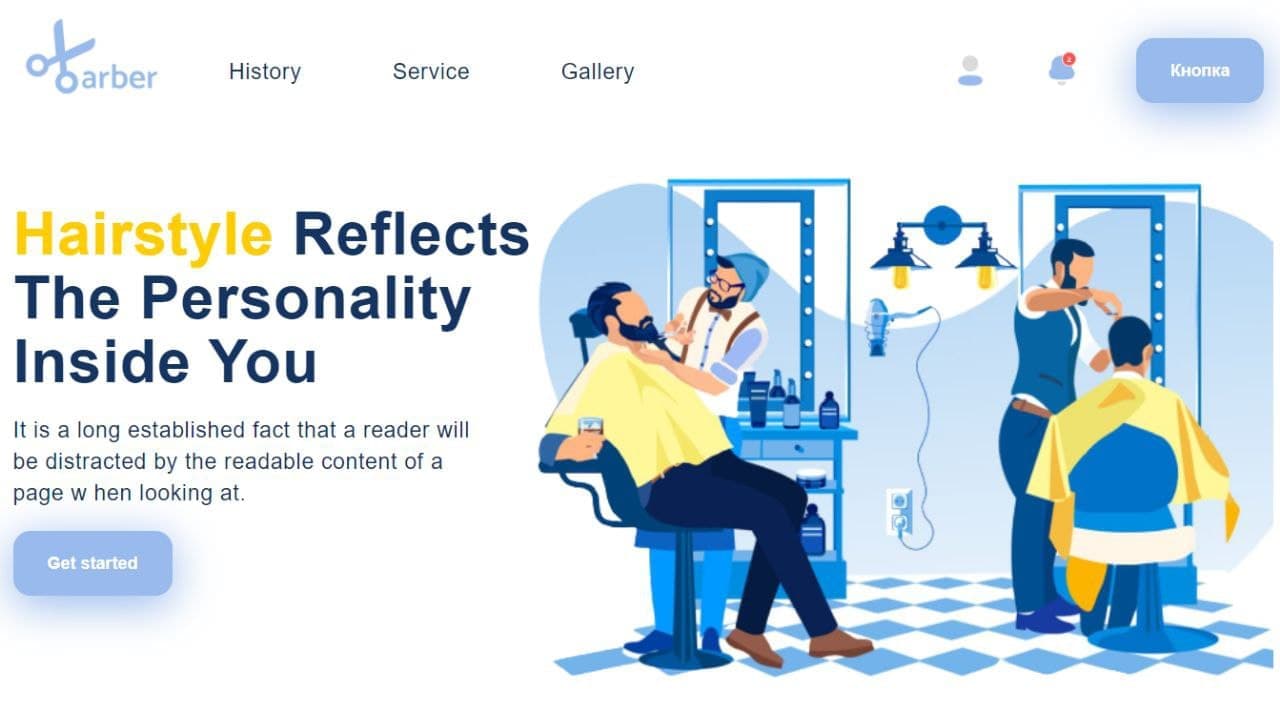 arber
History
Service
Gallery
2
Кнопка
Hairstyle Reflects
The Personality
Inside You
It is a long established fact that a reader will
be distracted by the readable content of a
page w hen looking at.
Get started